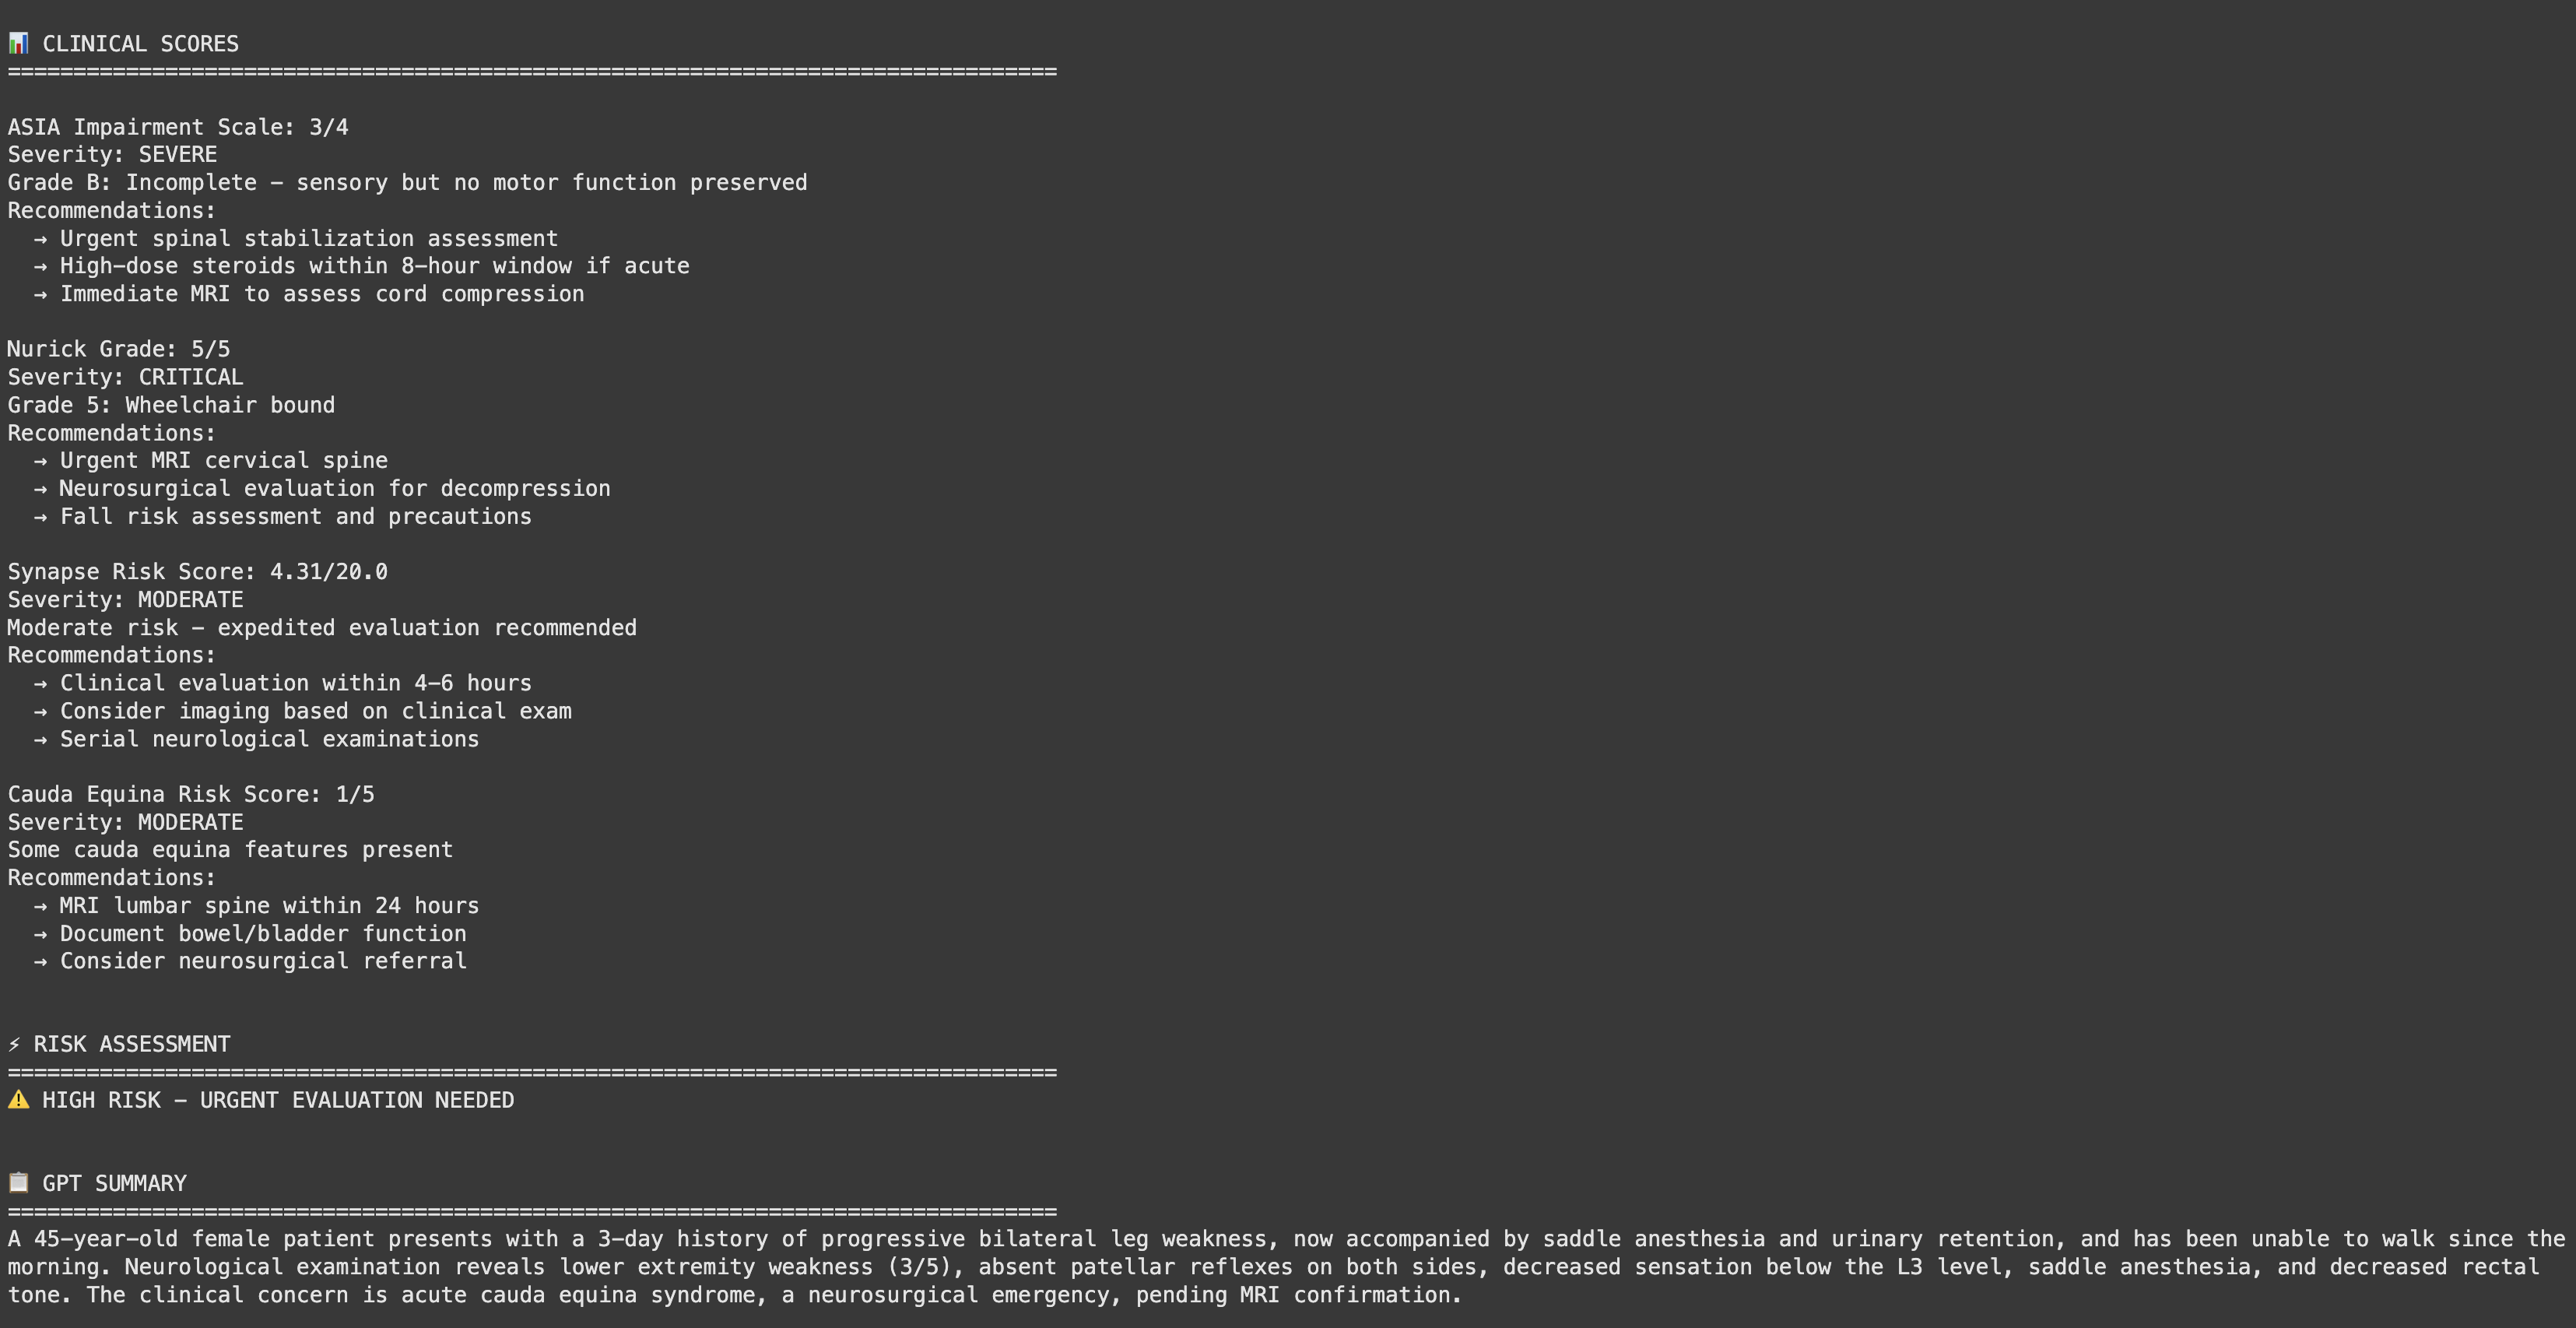 📊 CLINICAL SCORES
================================================================================
ASIA Impairment Scale: 3/4
Severity: SEVERE
Grade B: Incomplete – sensory but no motor function preserved
Recommendations:
→ Urgent spinal stabilization assessment
→ High-dose steroids within 8-hour window if acute
→ Immediate MRI to assess cord compression
Nurick Grade: 5/5
Severity: CRITICAL
Grade 5: Wheelchair bound
Recommendations:
→ Urgent MRI cervical spine
→ Neurosurgical evaluation for decompression
→ Fall risk assessment and precautions
Synapse Risk Score: 4.31/20.0
Severity: MODERATE
Moderate risk – expedited evaluation recommended
Recommendations:
→ Clinical evaluation within 4-6 hours
→ Consider imaging based on clinical exam
→ Serial neurological examinations
Cauda Equina Risk Score: 1/5
Severity: MODERATE
Some cauda equina features present
Recommendations:
→ MRI lumbar spine within 24 hours
→ Document bowel/bladder function
→ Consider neurosurgical referral
⚡ RISK ASSESSMENT
================================================================================
⚠️ HIGH RISK – URGENT EVALUATION NEEDED
📋 GPT SUMMARY
================================================================================
A 45-year-old female patient presents with a 3-day history of progressive bilateral leg weakness, now accompanied by saddle anesthesia and urinary retention, and has been unable to walk since the
morning. Neurological examination reveals lower extremity weakness (3/5), absent patellar reflexes on both sides, decreased sensation below the L3 level, saddle anesthesia, and decreased rectal
tone. The clinical concern is acute cauda equina syndrome, a neurosurgical emergency, pending MRI confirmation.